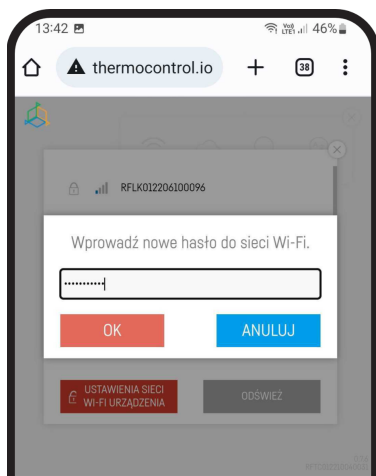 13:42 46%
thermocontrol.io 38
RFLK012206100096
Wprowadź nowe hasło do sieci Wi-Fi.
•••••••••••
OK ANULUJ
USTAWIENIA SIECI
WI-FI URZĄDZENIA
ODŚWIEŻ